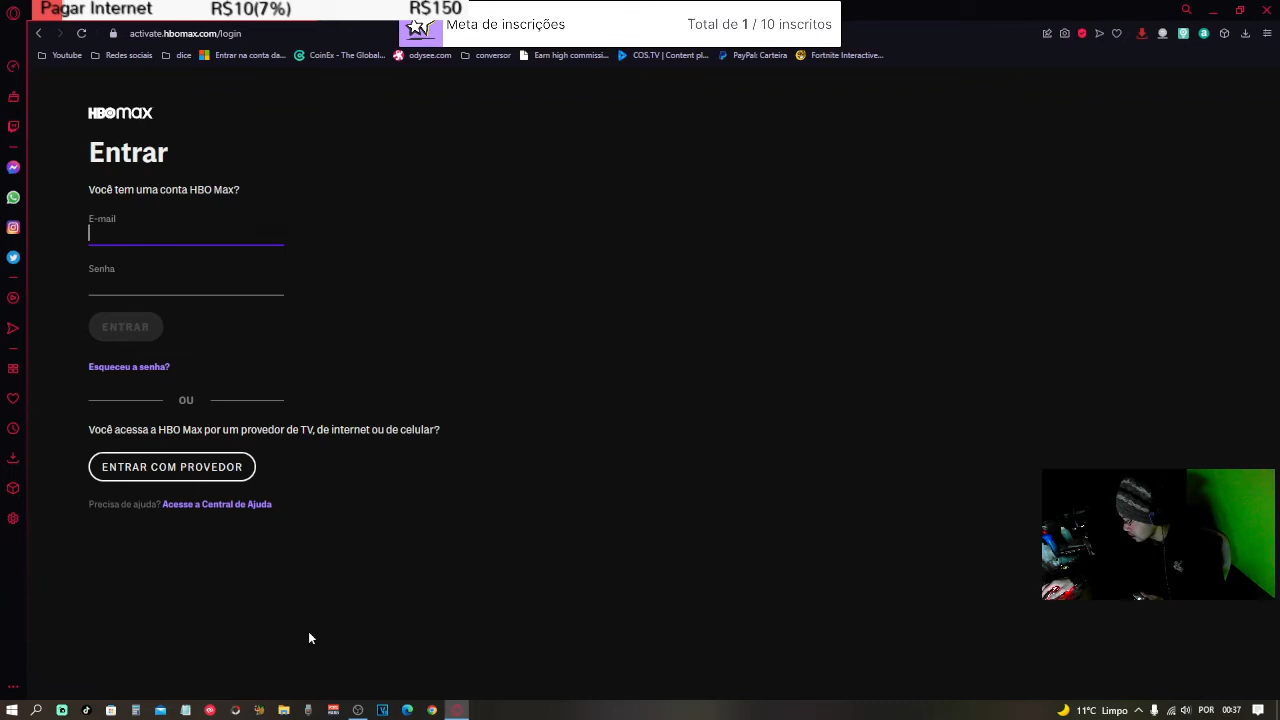 Pagar Internet R$10(7%) R$150
Meta de inscrições Total de 1 / 10 inscritos
activate.hbomax.com/login
Youtube Redes sociais dice Entrar na conta da... CoinEx - The Global... odysee.com conversor Earn high commissi... COS.TV | Content pl... PayPal: Carteira Fortnite Interactive...
HBOmax
Entrar
Você tem uma conta HBO Max?
E-mail
Senha
ENTRAR
Esqueceu a senha?
OU
Você acessa a HBO Max por um provedor de TV, de internet ou de celular?
ENTRAR COM PROVEDOR
Precisa de ajuda? Acesse a Central de Ajuda
11°C Limpo POR 00:37